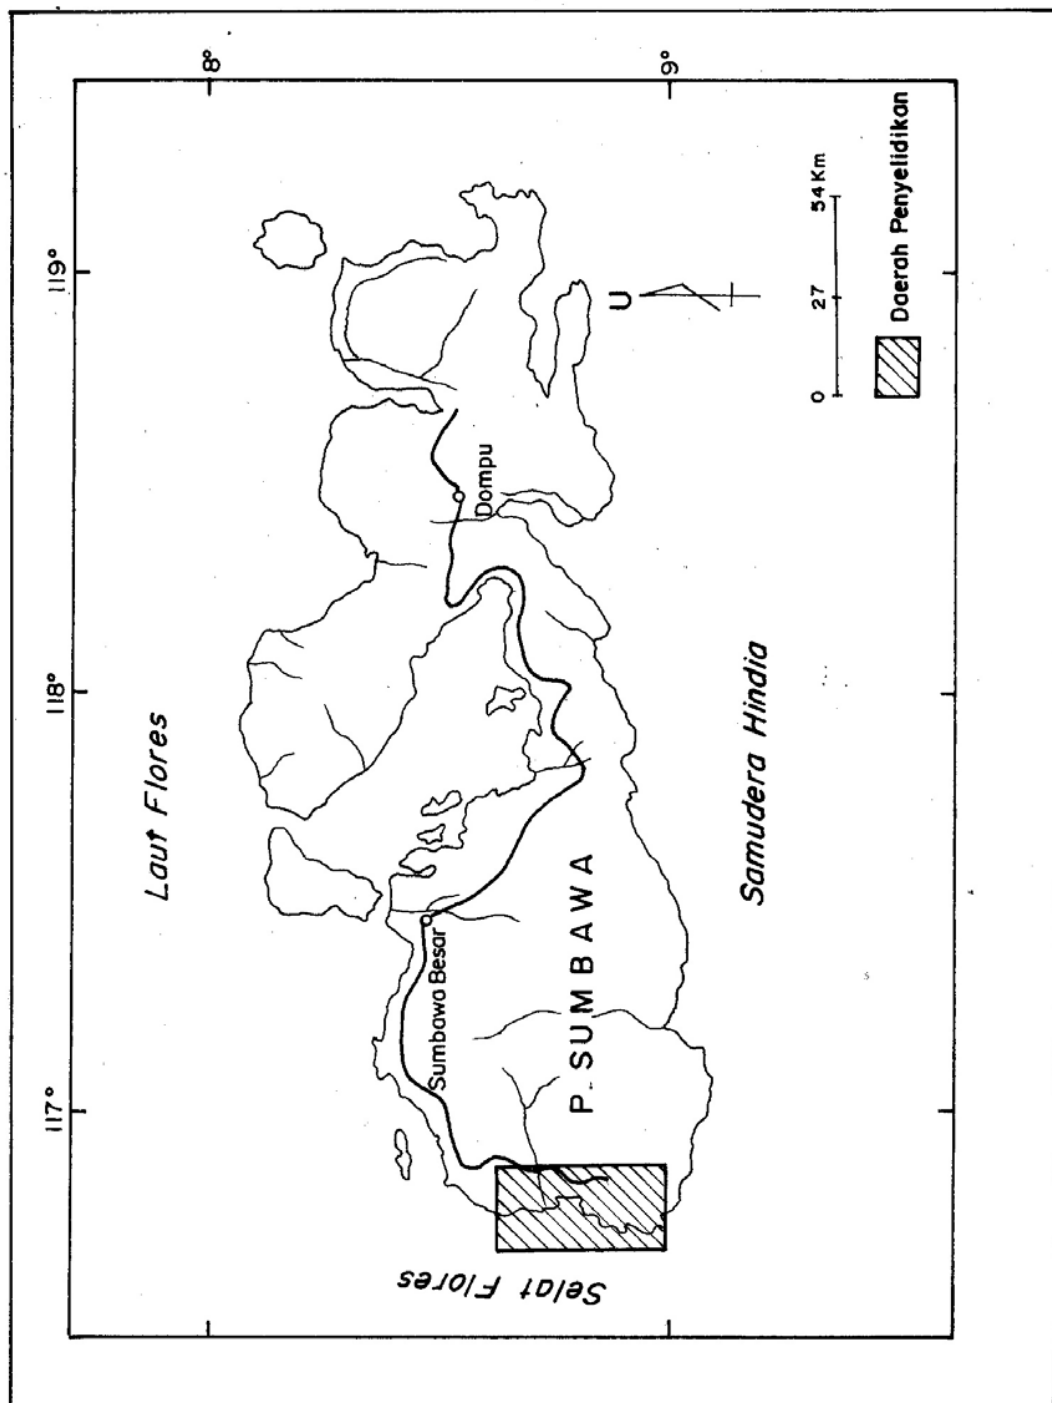 117°
118°
119°
8°
9°
Laut Flores
Selat Flores
Sumbawa Besar
Dompu
P. SUMBAWA
Samudera Hindia
U
0 27 54 Km
Daerah Penyelidikan